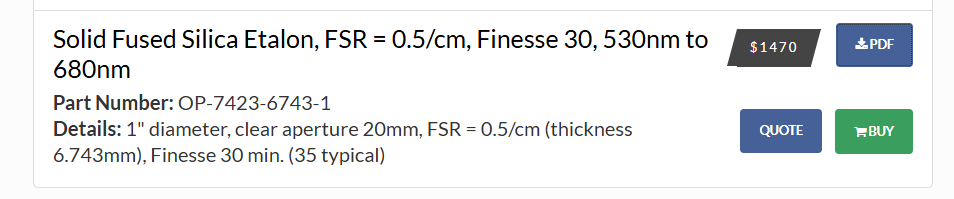 Solid Fused Silica Etalon, FSR = 0.5/cm, Finesse 30, 530nm to
680nm
$1470
PDF
Part Number: OP-7423-6743-1
Details: 1" diameter, clear aperture 20mm, FSR = 0.5/cm (thickness
6.743mm), Finesse 30 min. (35 typical)
QUOTE
BUY